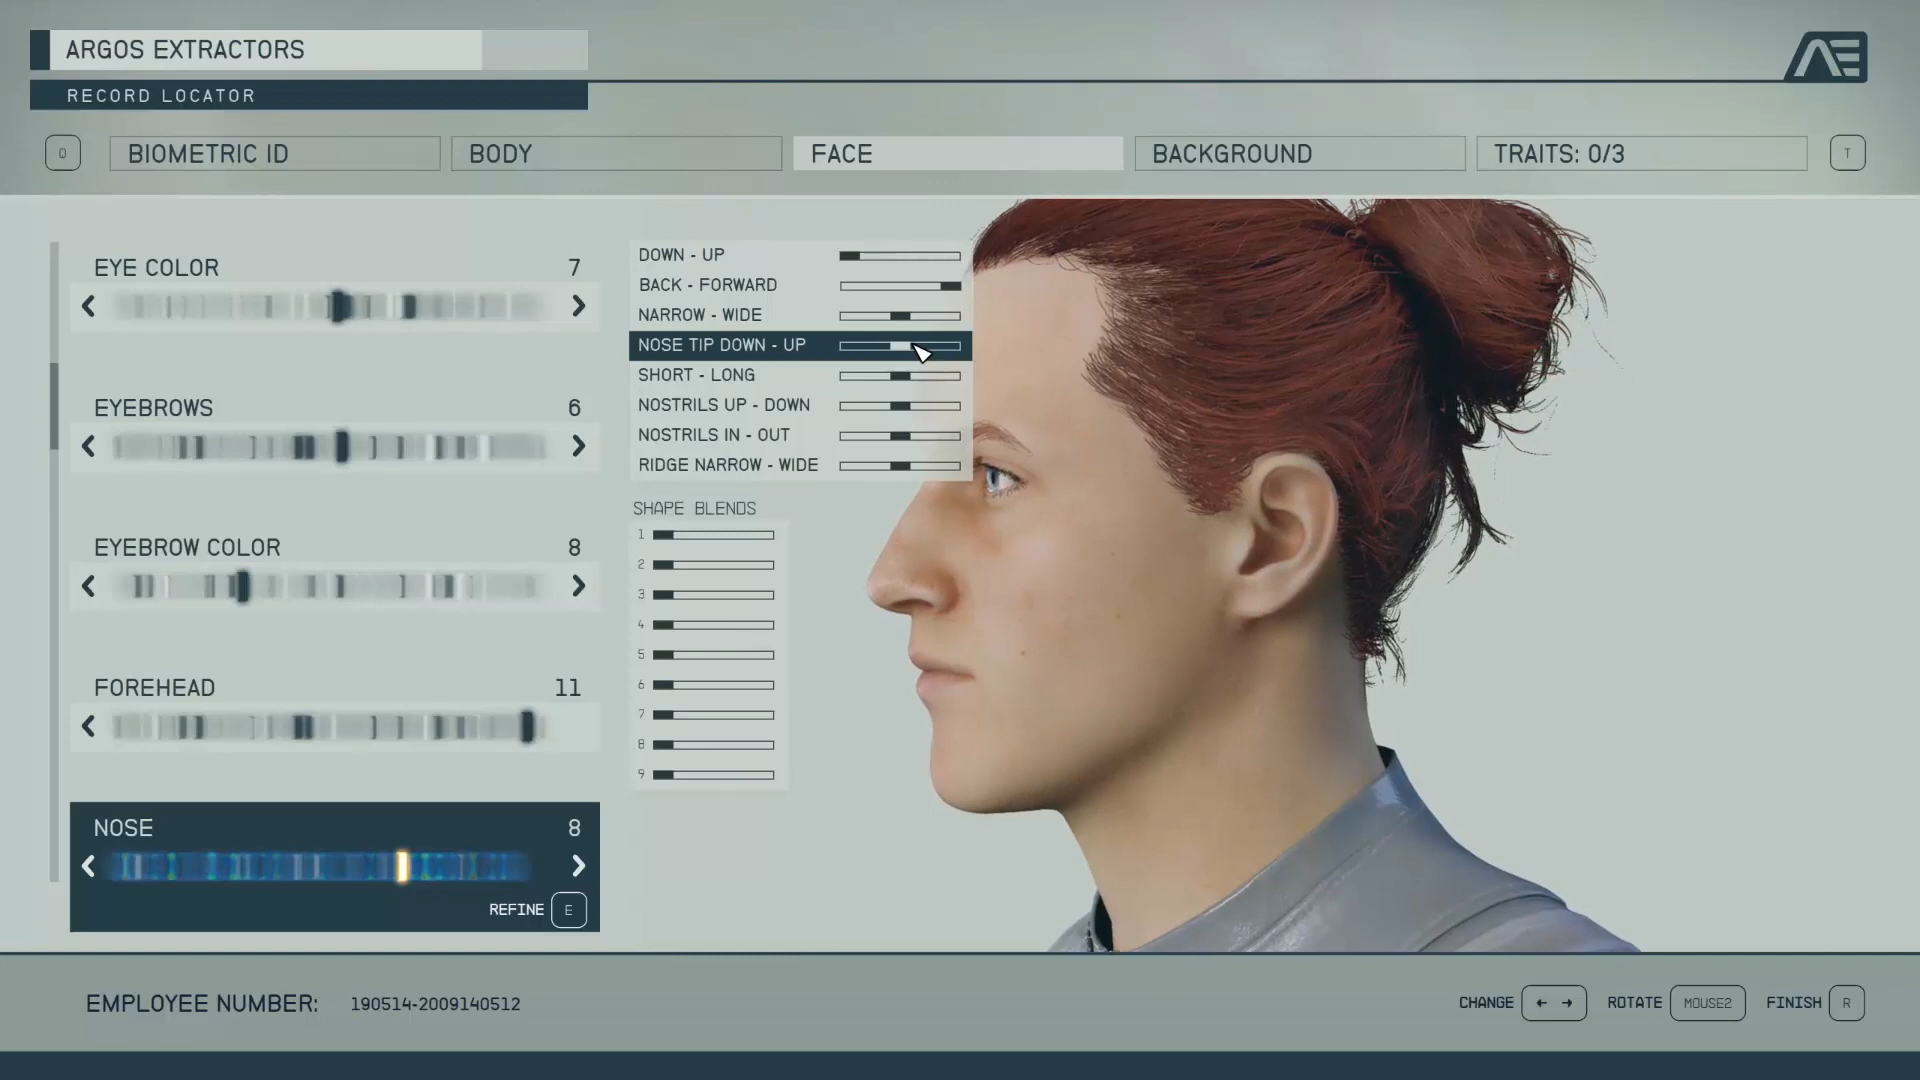 ARGOS EXTRACTORS
AE
RECORD LOCATOR
Q
BIOMETRIC ID
BODY
FACE
BACKGROUND
TRAITS: 0/3
T
EYE COLOR 7
EYEBROWS 6
EYEBROW COLOR 8
FOREHEAD 11
NOSE 8
REFINE E
DOWN - UP
BACK - FORWARD
NARROW - WIDE
NOSE TIP DOWN - UP
SHORT - LONG
NOSTRILS UP - DOWN
NOSTRILS IN - OUT
RIDGE NARROW - WIDE
SHAPE BLENDS
1
2
3
4
5
6
7
8
9
EMPLOYEE NUMBER: 190514-2009140512
CHANGE ← →
ROTATE MOUSE2
FINISH R